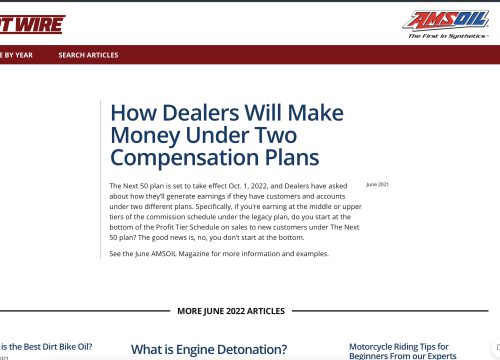 OT WIRE
AMSOIL
The First in Synthetics
E BY YEAR
SEARCH ARTICLES
How Dealers Will Make
Money Under Two
Compensation Plans
The Next 50 plan is set to take effect Oct. 1, 2022, and Dealers have asked
June 2021
about how they'll generate earnings if they have customers and accounts
under two different plans. Specifically, if you're earning at the middle or upper
tiers of the commission schedule under the legacy plan, do you start at the
bottom of the Profit Tier Schedule on sales to new customers under The Next
50 plan? The good news is, no, you don't start at the bottom.
See the June AMSOIL Magazine for more information and examples.
MORE JUNE 2022 ARTICLES
is the Best Dirt Bike Oil?
What is Engine Detonation?
Motorcycle Riding Tips for
Beginners From our Experts